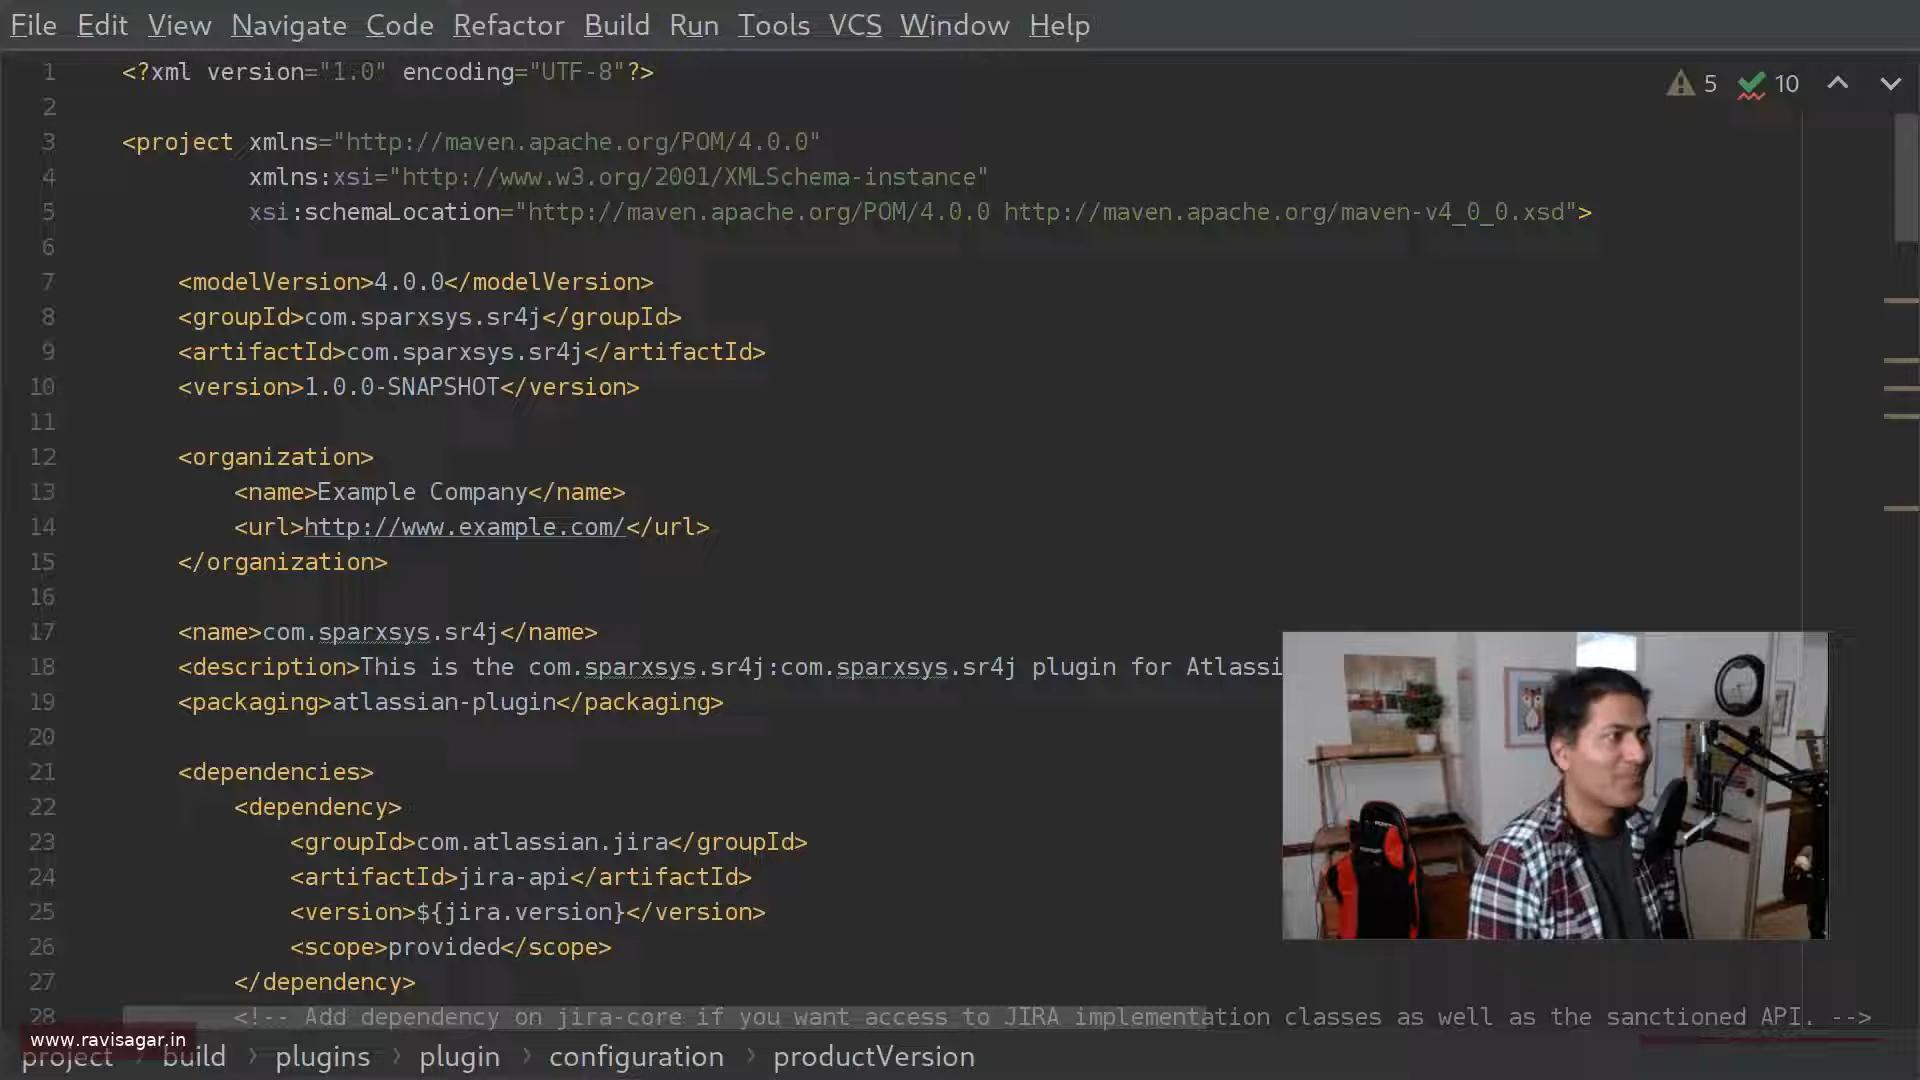 File Edit View Navigate Code Refactor Build Run Tools VCS Window Help
5 10
1 <?xml version="1.0" encoding="UTF-8"?>
2
3 <project xmlns="http://maven.apache.org/POM/4.0.0"
4 xmlns:xsi="http://www.w3.org/2001/XMLSchema-instance"
5 xsi:schemaLocation="http://maven.apache.org/POM/4.0.0 http://maven.apache.org/maven-v4_0_0.xsd">
6
7 <modelVersion>4.0.0</modelVersion>
8 <groupId>com.sparxsys.sr4j</groupId>
9 <artifactId>com.sparxsys.sr4j</artifactId>
10 <version>1.0.0-SNAPSHOT</version>
11
12 <organization>
13 <name>Example Company</name>
14 <url>http://www.example.com/</url>
15 </organization>
16
17 <name>com.sparxsys.sr4j</name>
18 <description>This is the com.sparxsys.sr4j:com.sparxsys.sr4j plugin for Atlassi
19 <packaging>atlassian-plugin</packaging>
20
21 <dependencies>
22 <dependency>
23 <groupId>com.atlassian.jira</groupId>
24 <artifactId>jira-api</artifactId>
25 <version>${jira.version}</version>
26 <scope>provided</scope>
27 </dependency>
28 <!-- Add dependency on jira-core if you want access to JIRA implementation classes as well as the sanctioned API. -->
www.ravisagar.in
project > build > plugins > plugin > configuration > productVersion